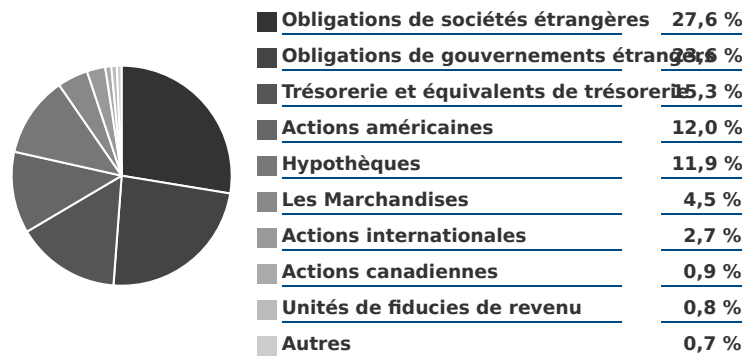 Obligations de sociétés étrangères 27,6 %
Obligations de gouvernements étrangers 23,6 %
Trésorerie et équivalents de trésorerie 15,3 %
Actions américaines 12,0 %
Hypothèques 11,9 %
Les Marchandises 4,5 %
Actions internationales 2,7 %
Actions canadiennes 0,9 %
Unités de fiducies de revenu 0,8 %
Autres 0,7 %